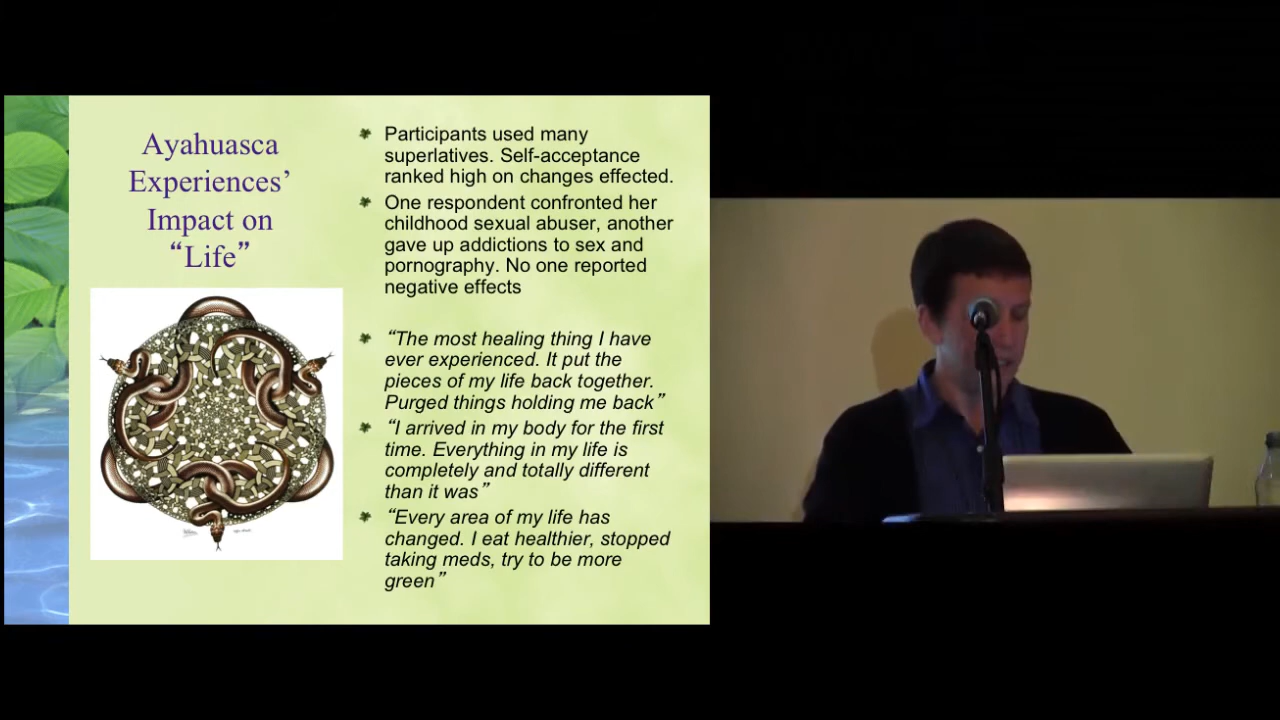 Ayahuasca
Experiences’
Impact on
“Life”
Participants used many
superlatives. Self-acceptance
ranked high on changes effected.
One respondent confronted her
childhood sexual abuser, another
gave up addictions to sex and
pornography. No one reported
negative effects
“The most healing thing I have
ever experienced. It put the
pieces of my life back together.
Purged things holding me back”
“I arrived in my body for the first
time. Everything in my life is
completely and totally different
than it was”
“Every area of my life has
changed. I eat healthier, stopped
taking meds, try to be more
green”